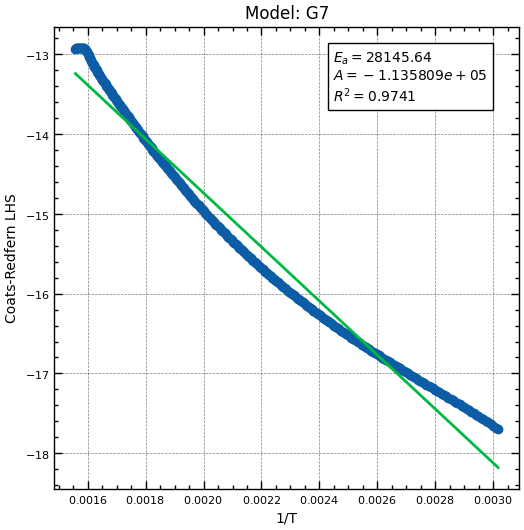 Model: G7
E_a = 28145.64
A = −1.135809e + 05
R^2 = 0.9741
Coats-Redfern LHS
−13
−14
−15
−16
−17
−18
0.0016 0.0018 0.0020 0.0022 0.0024 0.0026 0.0028 0.0030
1/T